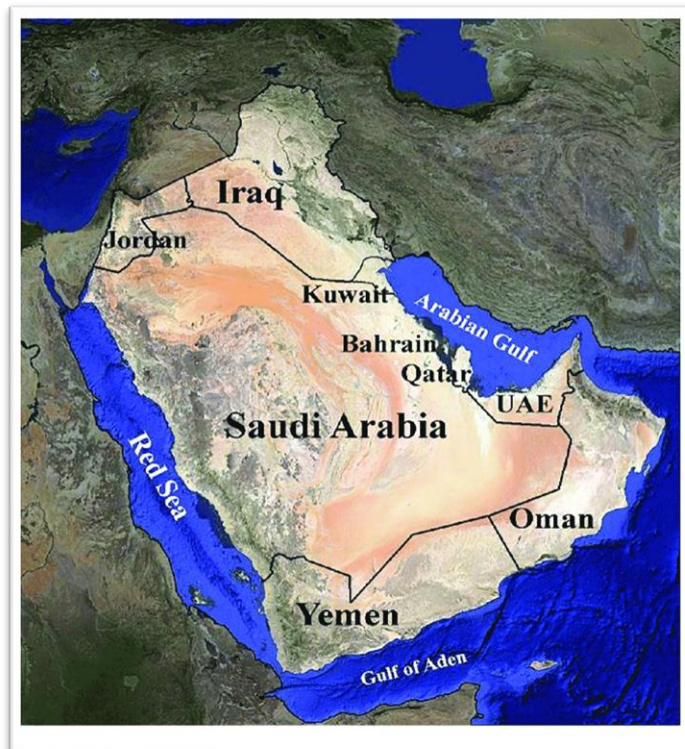 Iraq
Jordan
Kuwait
Arabian Gulf
Bahrain
Qatar
UAE
Saudi Arabia
Red Sea
Oman
Yemen
Gulf of Aden